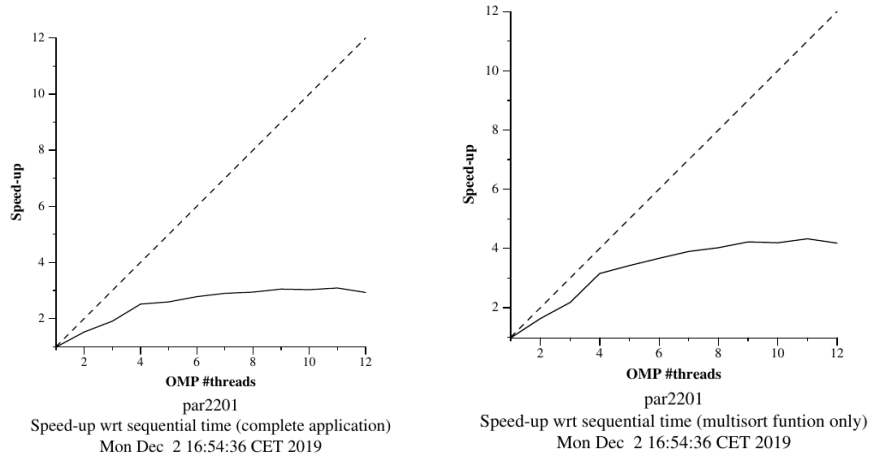 12
10
8
6
4
2
Speed-up
2 4 6 8 10 12
OMP #threads
par2201
Speed-up wrt sequential time (complete application)
Mon Dec 2 16:54:36 CET 2019
12
10
8
6
4
2
Speed-up
2 4 6 8 10 12
OMP #threads
par2201
Speed-up wrt sequential time (multisort funtion only)
Mon Dec 2 16:54:36 CET 2019